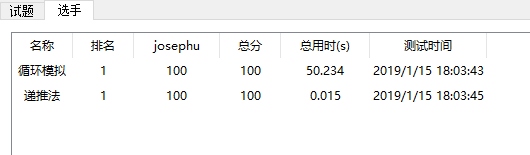 试题 选手
名称 排名 josephu 总分 总用时(s) 测试时间
循环模拟 1 100 100 50.234 2019/1/15 18:03:43
递推法 1 100 100 0.015 2019/1/15 18:03:45